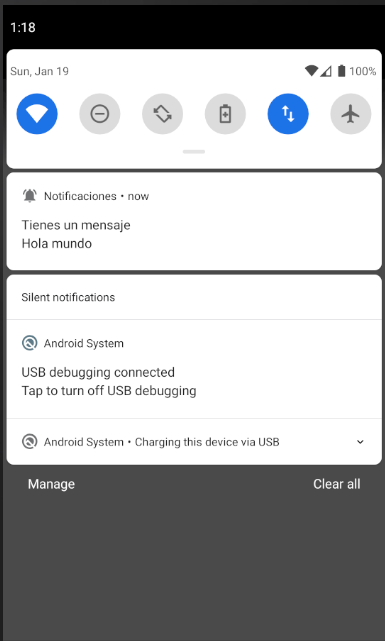 1:18
Sun, Jan 19
100%
Notificaciones • now
Tienes un mensaje
Hola mundo
Silent notifications
Android System
USB debugging connected
Tap to turn off USB debugging
Android System • Charging this device via USB
Manage
Clear all